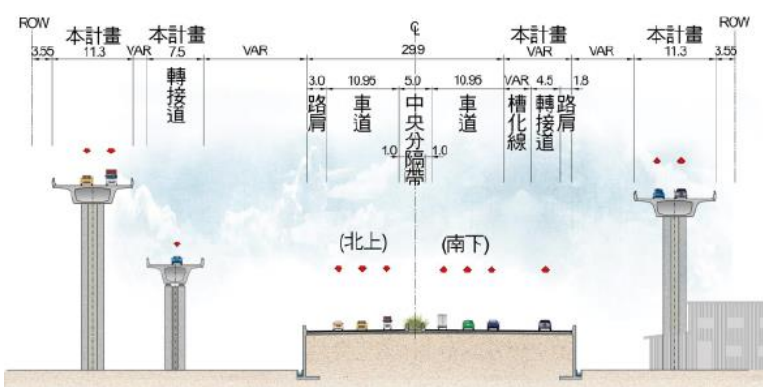 ROW
℄
ROW
本計畫
本計畫
本計畫
本計畫
3.55
11.3
VAR
7.5
VAR
29.9
VAR
VAR
11.3
3.55
轉接道
3.0
10.95
5.0
10.95
VAR
4.5
1.8
路肩
車道
中央分隔帶
車道
槽化線
轉接道
路肩
1.0
1.0
(北上)
(南下)